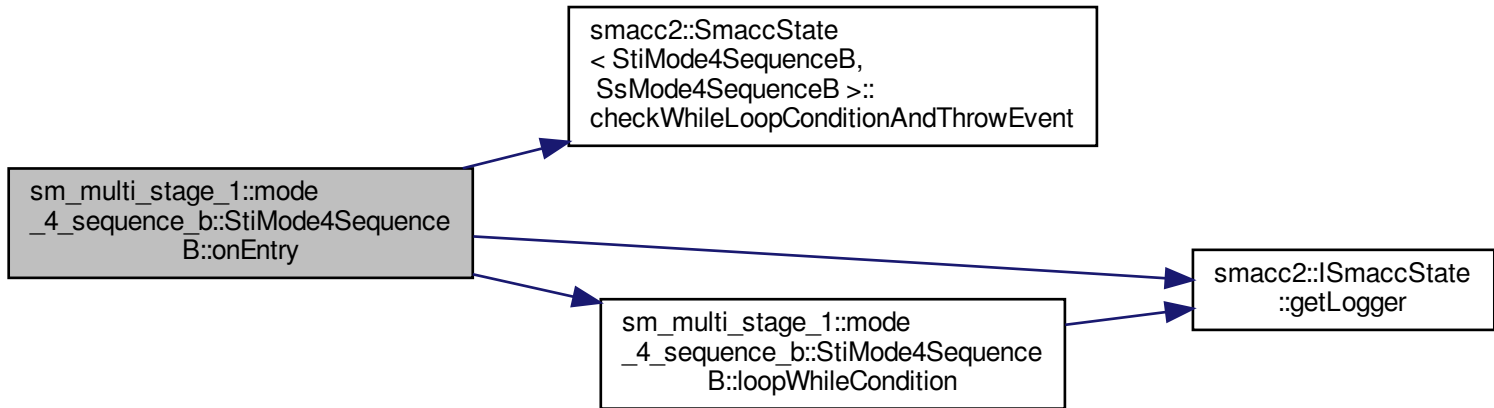 smacc2::SmaccState
< StiMode4SequenceB,
SsMode4SequenceB >::
checkWhileLoopConditionAndThrowEvent
sm_multi_stage_1::mode
_4_sequence_b::StiMode4Sequence
B::onEntry
smacc2::ISmaccState
::getLogger
sm_multi_stage_1::mode
_4_sequence_b::StiMode4Sequence
B::loopWhileCondition